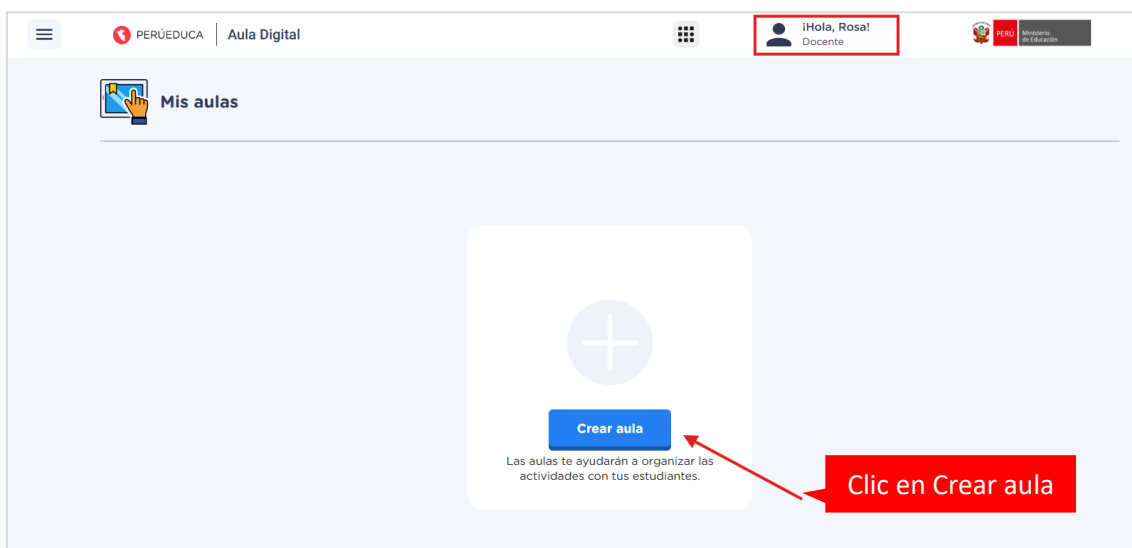 PERÚEDUCA Aula Digital
¡Hola, Rosa!
Docente
PERÚ Ministerio
de Educación
Mis aulas
Crear aula
Las aulas te ayudarán a organizar las
actividades con tus estudiantes.
Clic en Crear aula